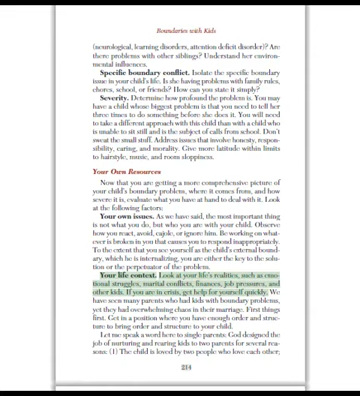 Boundaries with Kids
(neurological, learning disorders, attention deficit disorder)? Are
there problems with other siblings? Understand her environ-
mental influences.
Specific boundary conflict. Isolate the specific boundary
issue in your child's life. Is she having problems with family rules,
chores, school, or friends? How can you state it simply?
Severity. Determine how profound the problem is. You may
have a child whose biggest problem is that you need to tell her
three times to do something before she does it. You will need
to take a different approach with this child than with a child who
is unable to sit still and is the subject of calls from school. Don't
sweat the small stuff. Address issues that involve honesty, respon-
sibility, caring, and morality. Give more latitude within limits
to hairstyle, music, and room sloppiness.
Your Own Resources
Now that you are getting a more comprehensive picture of
your child's boundary problem, where it comes from, and how
severe it is, evaluate what you have at hand to deal with it. Look
at the following factors:
Your own issues. As we have said, the most important thing
is not what you do, but who you are with your child. Observe
how you react, avoid, cajole, or ignore him. Be working on what-
ever is broken in you that causes you to respond inappropriately.
To the extent that you see yourself as the child's external bound-
ary, which he is internalizing, you are either the key to the solu-
tion or the perpetuator of the problem.
Your life context. Look at your life's realities, such as emo-
tional struggles, marital conflicts, finances, job pressures, and
other kids. If you are in crisis, get help for yourself quickly. We
have seen many parents who had kids with boundary problems,
yet they had overwhelming chaos in their marriage. First things
first. Get in a position where you have enough order and struc-
ture to bring order and structure to your child.
Let me speak a word here to single parents: God designed the
job of nurturing and rearing kids to two parents for several rea-
sons: (1) The child is loved by two people who love each other;
214